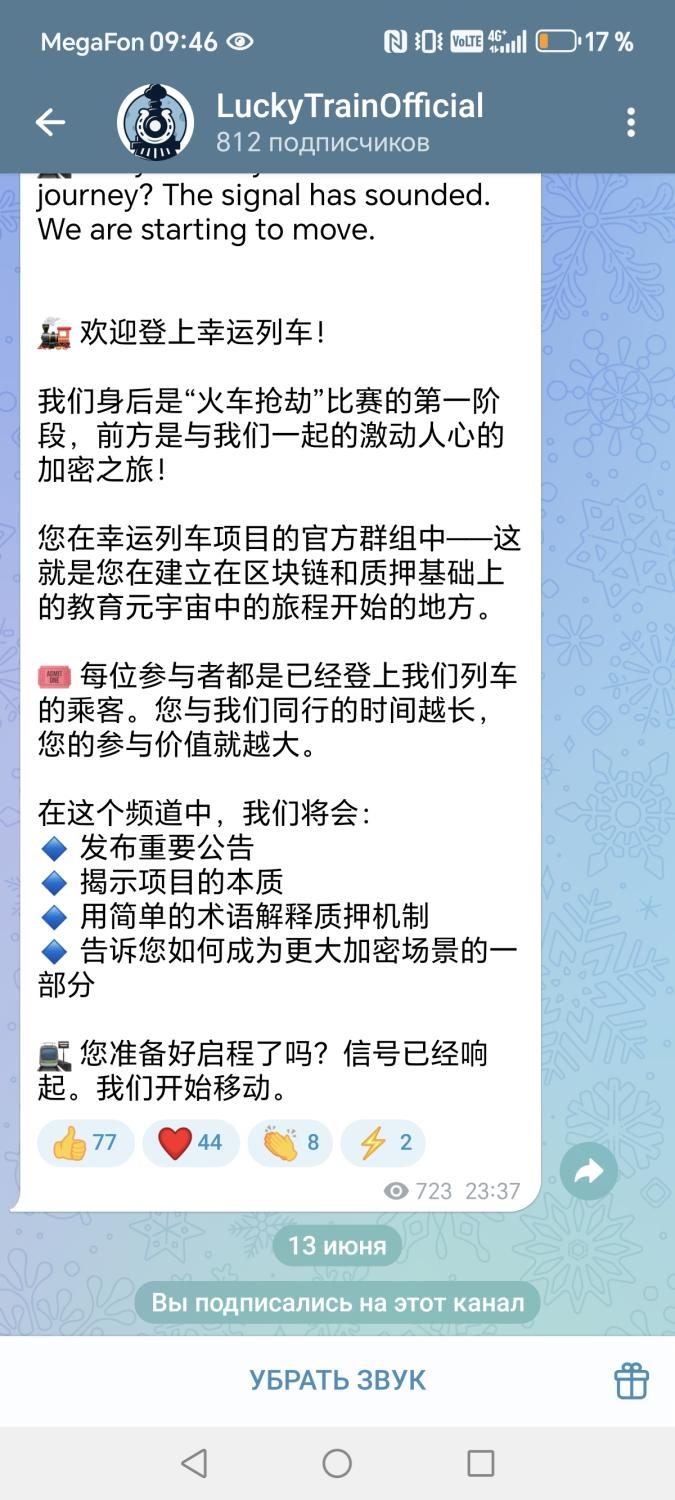 MegaFon 09:46
VoLTE 4G+ 17 %
LuckyTrainOfficial
812 подписчиков
journey? The signal has sounded.
We are starting to move.
🚂 欢迎登上幸运列车！
我们身后是“火车抢劫”比赛的第一阶
段，前方是与我们一起的激动人心的
加密之旅！
您在幸运列车项目的官方群组中——这
就是您在建立在区块链和质押基础上
的教育元宇宙中的旅程开始的地方。
🎟 每位参与者都是已经登上我们列车
的乘客。您与我们同行的时间越长，
您的参与价值就越大。
在这个频道中，我们将会：
🔹 发布重要公告
🔹 揭示项目的本质
🔹 用简单的术语解释质押机制
🔹 告诉您如何成为更大加密场景的一
部分
🚉 您准备好启程了吗？信号已经响
起。我们开始移动。
👍 77 ❤ 44 👏 8 ⚡ 2
723 23:37
13 июня
Вы подписались на этот канал
УБРАТЬ ЗВУК